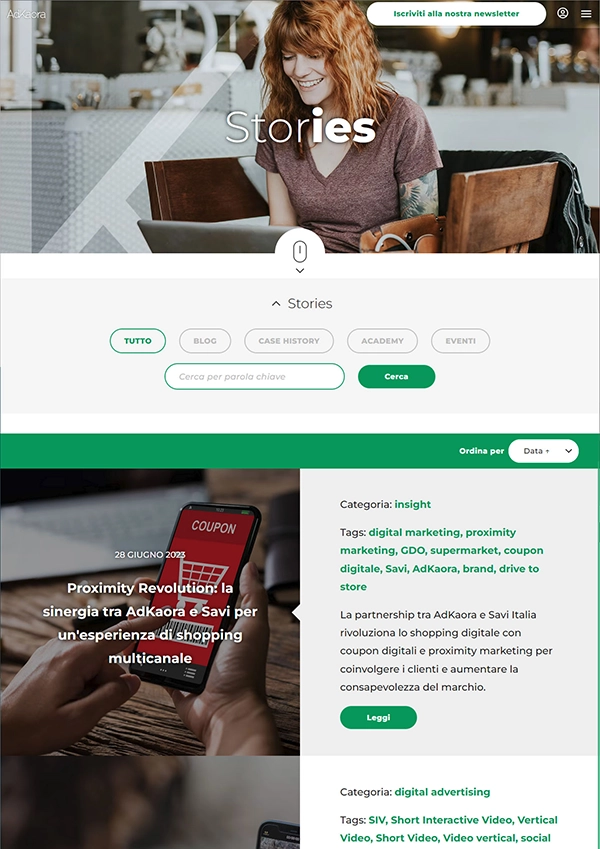 AdKaora
Iscriviti alla nostra newsletter
Stories
Stories
TUTTO
BLOG
CASE HISTORY
ACADEMY
EVENTI
Cerca per parola chiave
Cerca
Ordina per
Data ↑
COUPON
28 GIUGNO 2023
Proximity Revolution: la
sinergia tra AdKaora e Savi per
un'esperienza di shopping
multicanale
Categoria: insight
Tags: digital marketing, proximity
marketing, GDO, supermarket, coupon
digitale, Savi, AdKaora, brand, drive to
store
La partnership tra AdKaora e Savi Italia
rivoluziona lo shopping digitale con
coupon digitali e proximity marketing per
coinvolgere i clienti e aumentare la
consapevolezza del marchio.
Leggi
Categoria: digital advertising
Tags: SIV, Short Interactive Video, Vertical
Video, Short Video, Video vertical, social